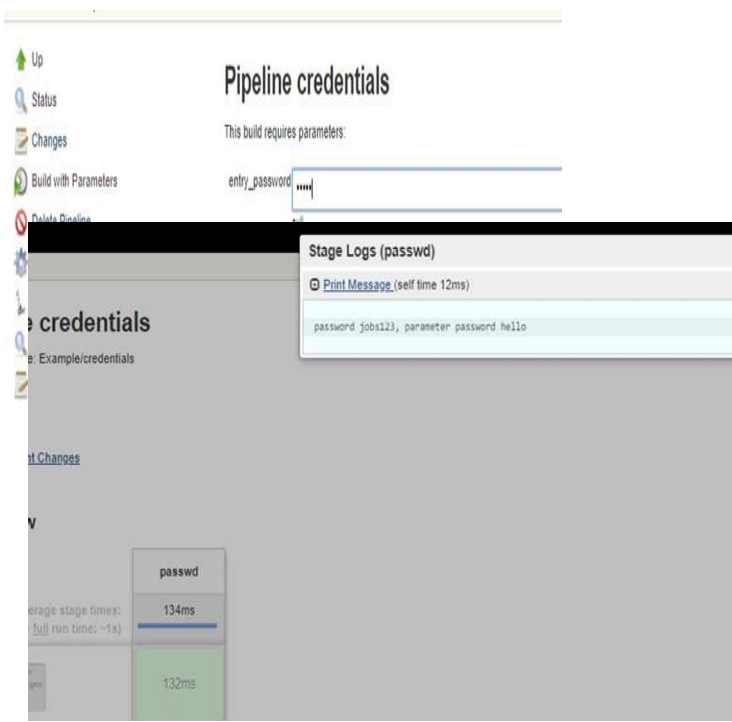 Up
Status
Changes
Build with Parameters
Delete Pipeline
Pipeline credentials
This build requires parameters:
entry_password
•••••
Stage Logs (passwd)
Print Message (self time 12ms)
password jobs123, parameter password hello
credentials
e: Example/credentials
nt Changes
w
passwd
erage stage times:
full run time: ~1s)
134ms
132ms